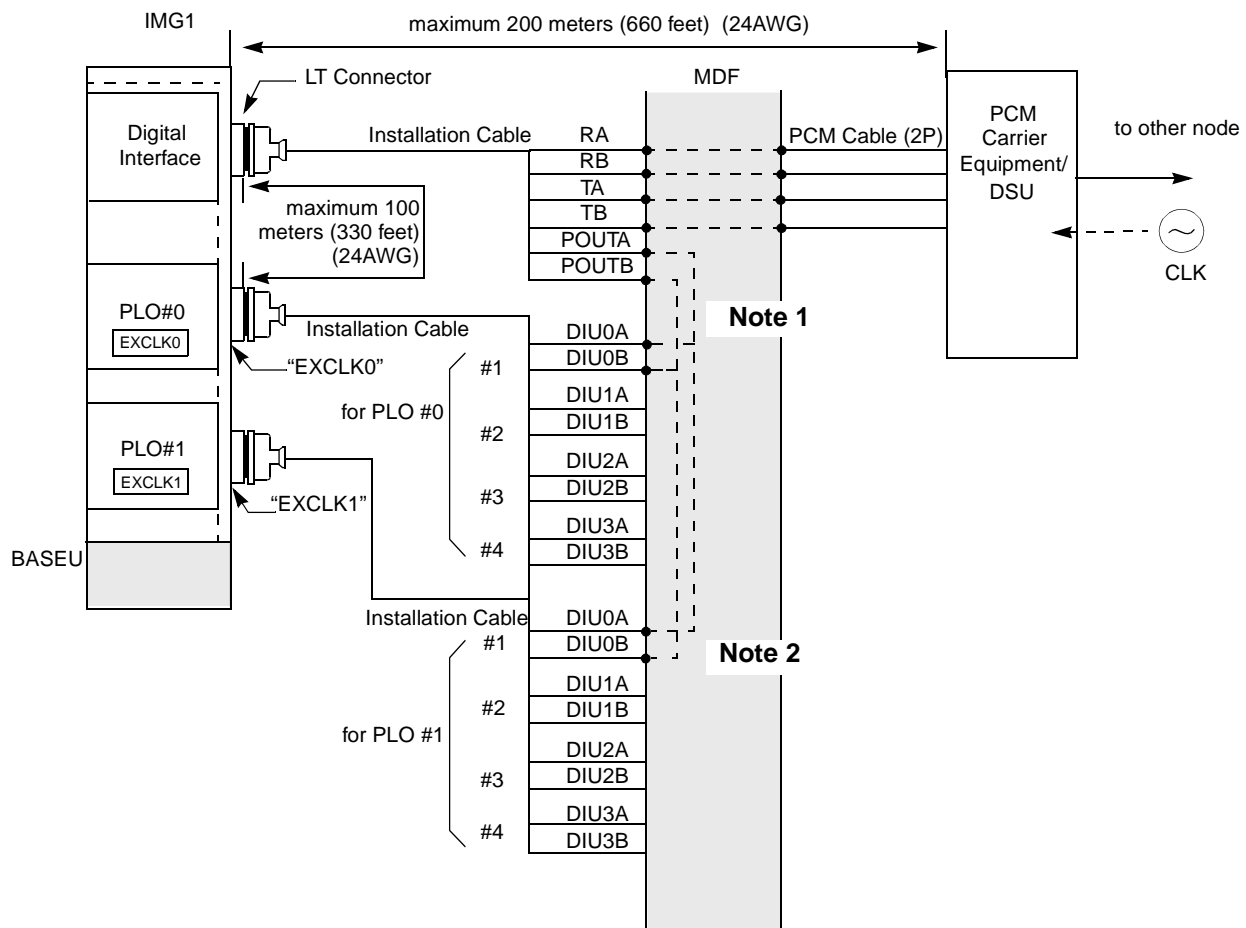 IMG1
maximum 200 meters (660 feet) (24AWG)
LT Connector
MDF
Digital
Interface
Installation Cable
RA
RB
TA
TB
POUTA
POUTB
PCM Cable (2P)
PCM
Carrier
Equipment/
DSU
to other node
CLK
maximum 100
meters (330 feet)
(24AWG)
PLO#0
EXCLK0
Installation Cable
"EXCLK0"
Note 1
for PLO #0
#1
#2
#3
#4
DIU0A
DIU0B
DIU1A
DIU1B
DIU2A
DIU2B
DIU3A
DIU3B
PLO#1
EXCLK1
"EXCLK1"
BASEU
Installation Cable
Note 2
for PLO #1
#1
#2
#3
#4
DIU0A
DIU0B
DIU1A
DIU1B
DIU2A
DIU2B
DIU3A
DIU3B